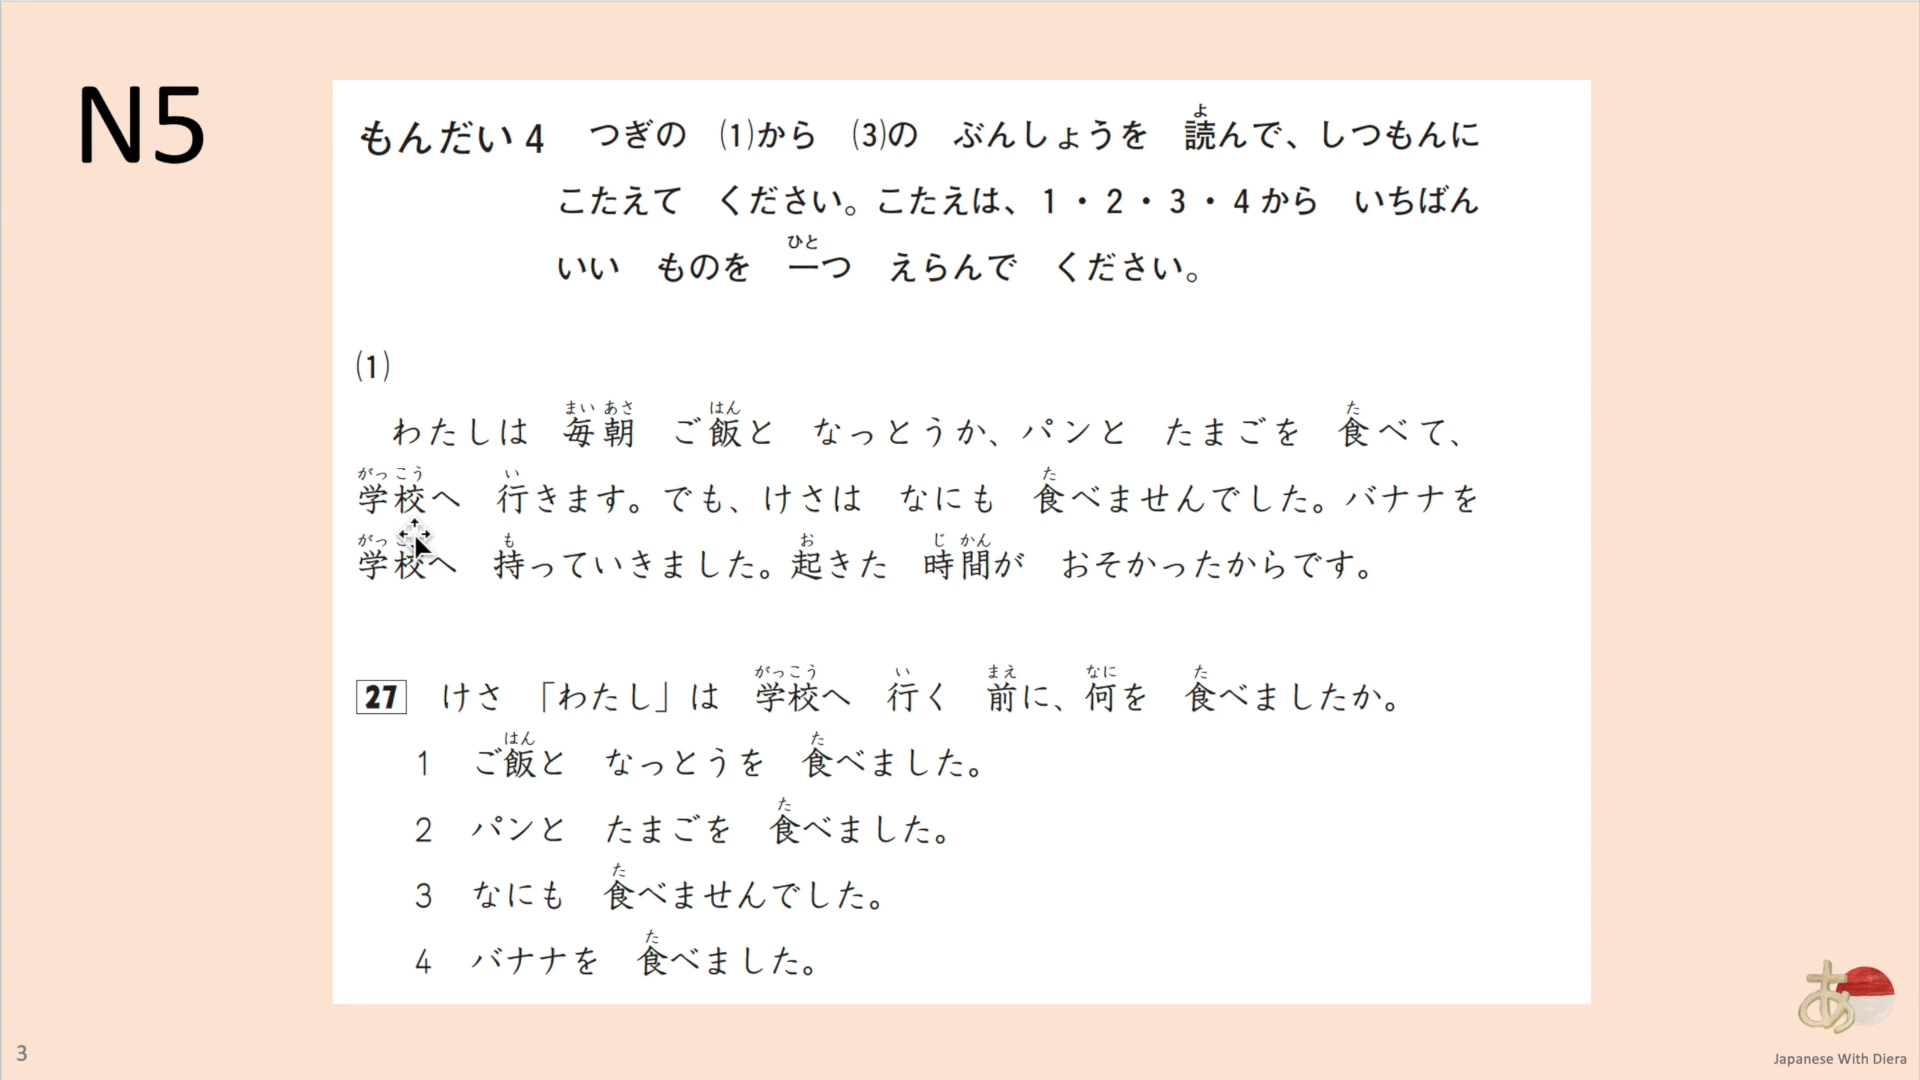 N5
もんだい4 つぎの (1)から (3)の ぶんしょうを 読んで、しつもんに
こたえて ください。こたえは、1・2・3・4から いちばん
いい ものを 一つ えらんで ください。
(1)
わたしは 毎朝 ご飯と なっとうか、パンと たまごを 食べて、
学校へ 行きます。でも、けさは なにも 食べませんでした。バナナを
学校へ 持っていきました。起きた 時間が おそかったからです。
27 けさ 「わたし」は 学校へ 行く 前に、何を 食べましたか。
1 ご飯と なっとうを 食べました。
2 パンと たまごを 食べました。
3 なにも 食べませんでした。
4 バナナを 食べました。
あ
Japanese With Diera
3